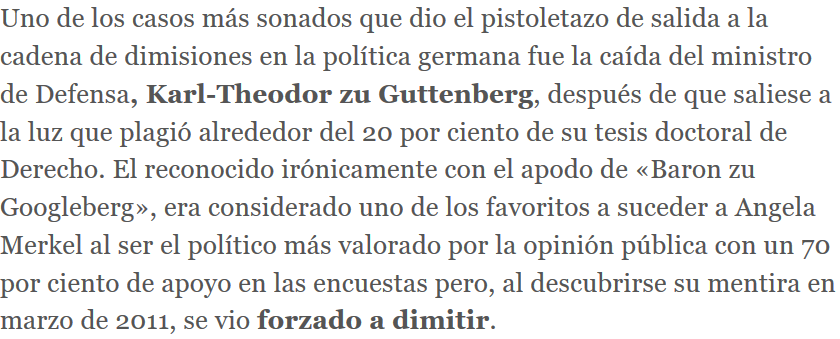 Uno de los casos más sonados que dio el pistoletazo de salida a la
cadena de dimisiones en la política germana fue la caída del ministro
de Defensa, Karl-Theodor zu Guttenberg, después de que saliese a
la luz que plagió alrededor del 20 por ciento de su tesis doctoral de
Derecho. El reconocido irónicamente con el apodo de «Baron zu
Googleberg», era considerado uno de los favoritos a suceder a Angela
Merkel al ser el político más valorado por la opinión pública con un 70
por ciento de apoyo en las encuestas pero, al descubrirse su mentira en
marzo de 2011, se vio forzado a dimitir.